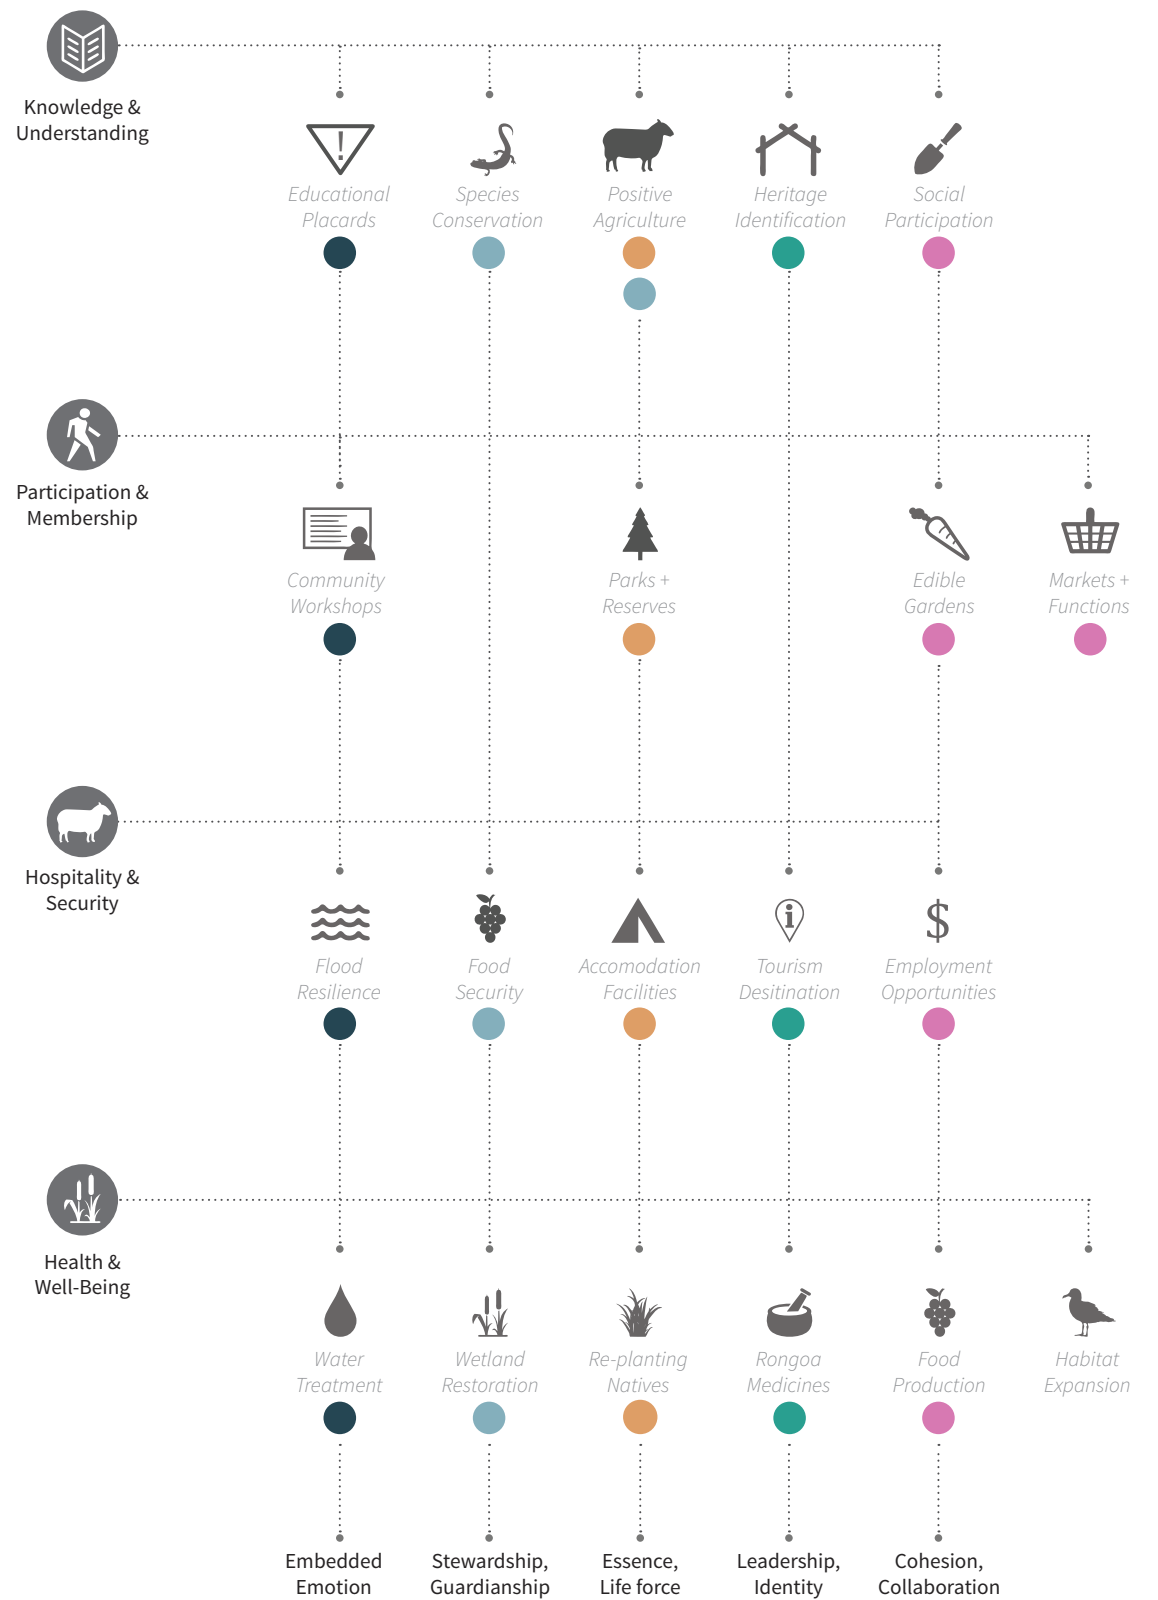 Knowledge &
Understanding
Educational
Placards
Species
Conservation
Positive
Agriculture
Heritage
Identification
Social
Participation
Participation &
Membership
Community
Workshops
Parks +
Reserves
Edible
Gardens
Markets +
Functions
Hospitality &
Security
Flood
Resilience
Food
Security
Accomodation
Facilities
Tourism
Desitination
$
Employment
Opportunities
Health &
Well-Being
Water
Treatment
Wetland
Restoration
Re-planting
Natives
Rongoa
Medicines
Food
Production
Habitat
Expansion
Embedded
Emotion
Stewardship,
Guardianship
Essence,
Life force
Leadership,
Identity
Cohesion,
Collaboration